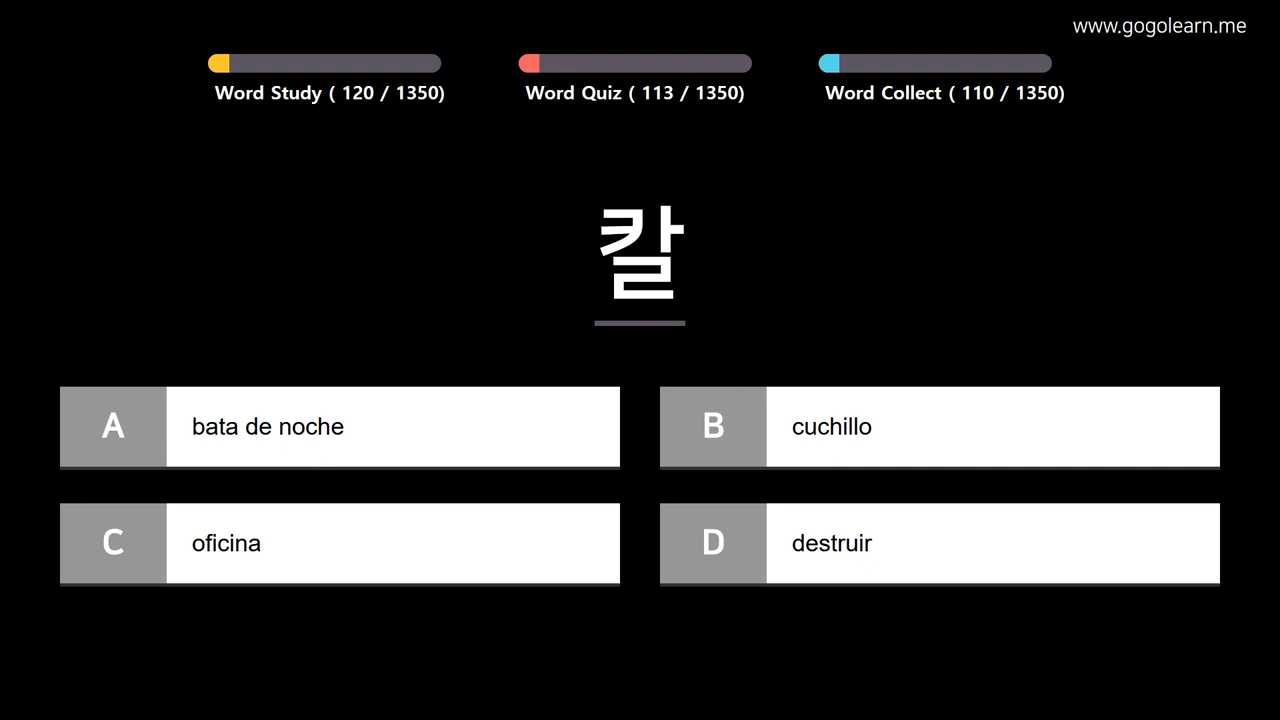 www.gogolearn.me
Word Study ( 120 / 1350)
Word Quiz ( 113 / 1350)
Word Collect ( 110 / 1350)
칼
A bata de noche
B cuchillo
C oficina
D destruir